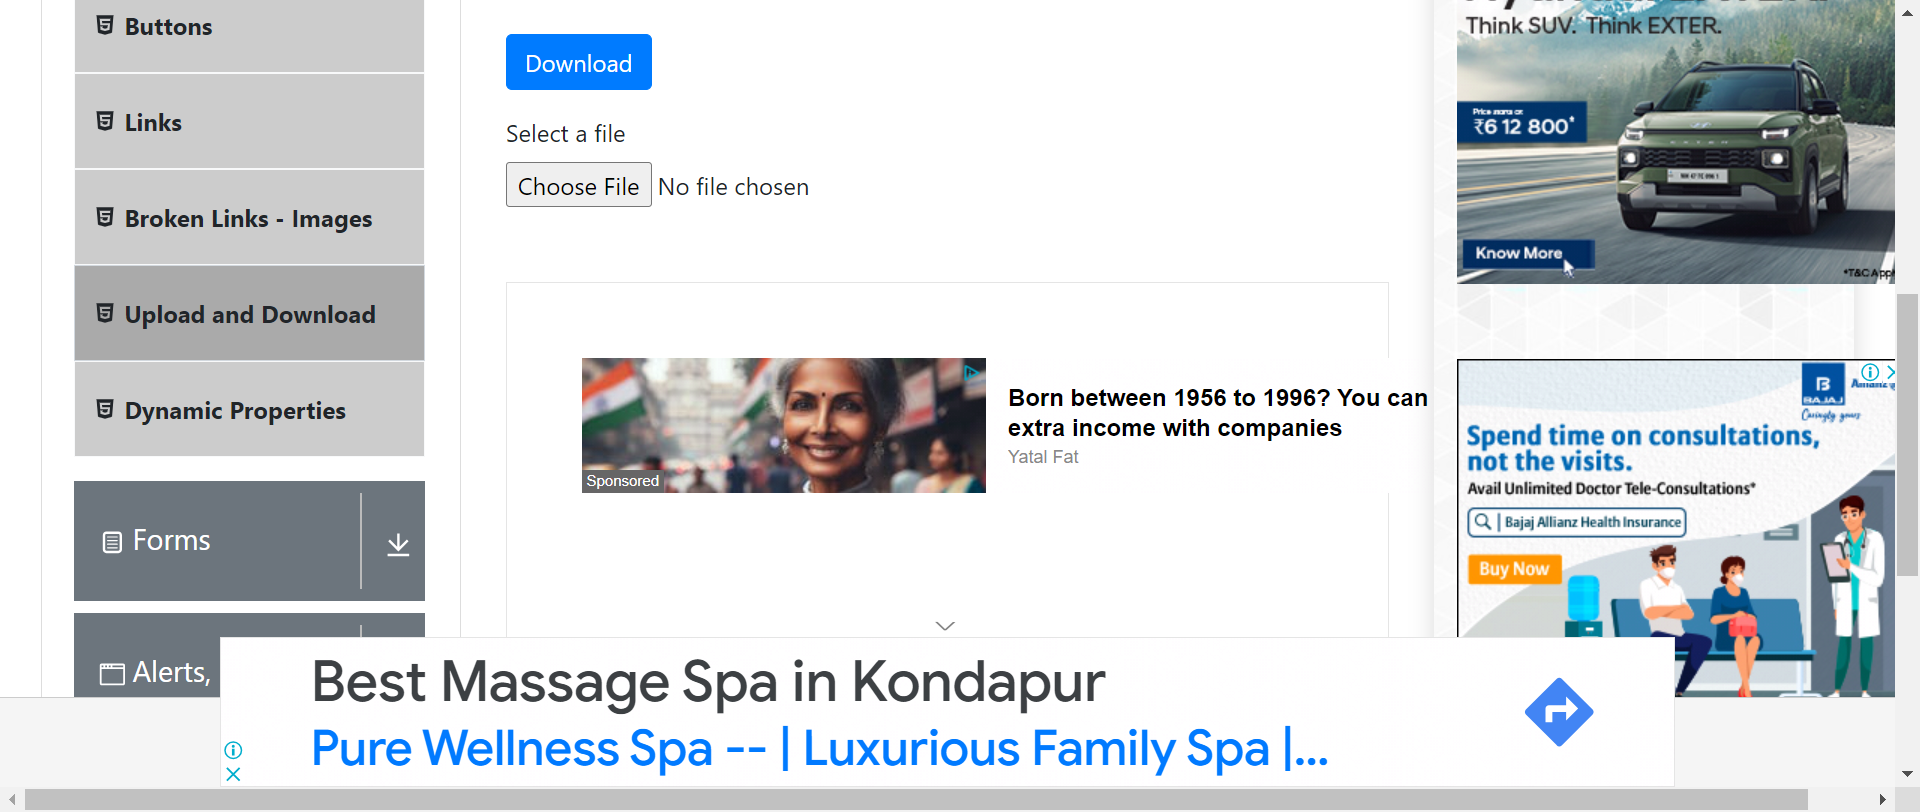 Buttons
Links
Broken Links - Images
Upload and Download
Dynamic Properties
Forms
Alerts,
Download
Select a file
Choose File No file chosen
Sponsored
Born between 1956 to 1996? You can
extra income with companies
Yatal Fat
Think SUV. Think EXTER.
₹6 12 800*
Know More
*T&C Appl
BAJAJ
Caringly yours
Spend time on consultations,
not the visits.
Avail Unlimited Doctor Tele-Consultations*
Bajaj Allianz Health Insurance
Buy Now
Best Massage Spa in Kondapur
Pure Wellness Spa -- | Luxurious Family Spa |...